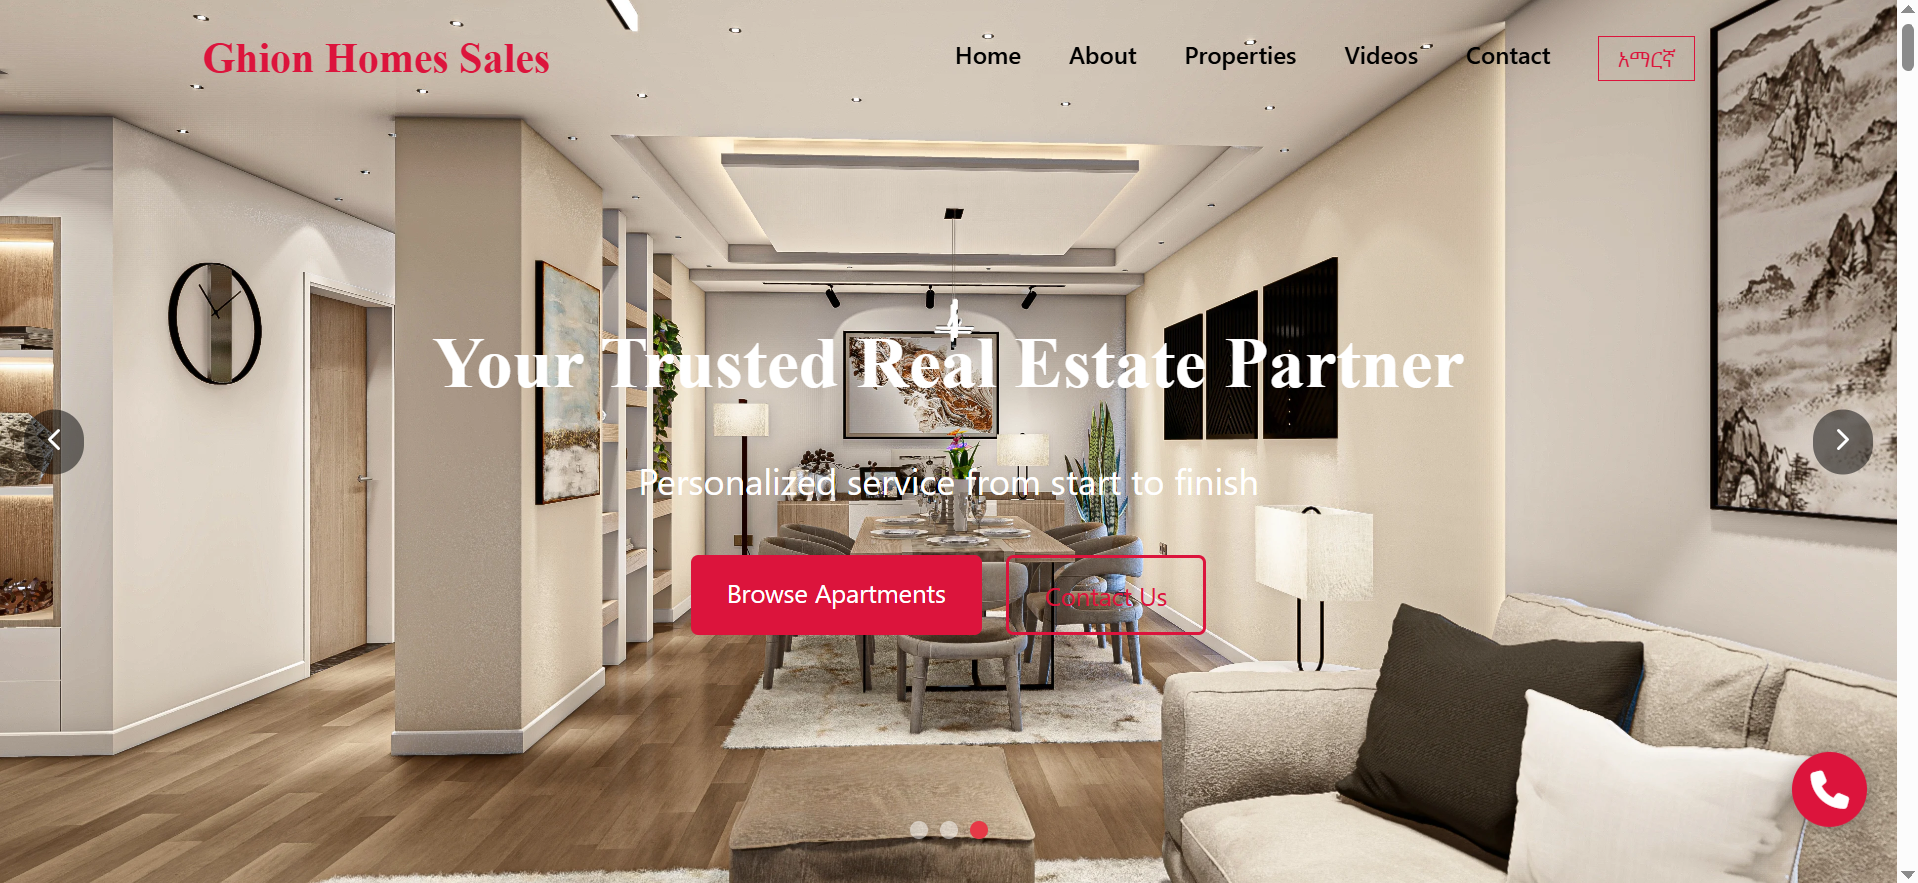 Ghion Homes Sales
Home About Properties Videos Contact አማርኛ
Your Trusted Real Estate Partner
Personalized service from start to finish
Browse Apartments Contact Us